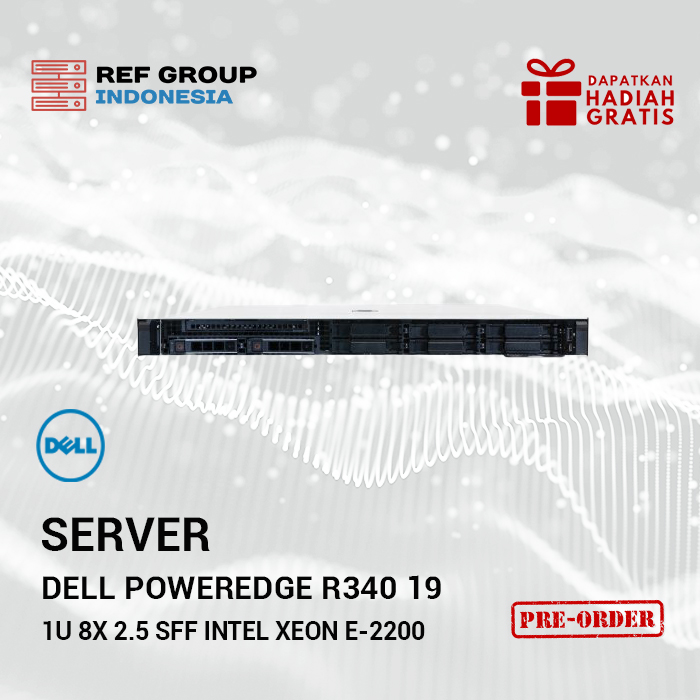 REF GROUP
INDONESIA
DAPATKAN
HADIAH
GRATIS
DELL
SERVER
DELL POWEREDGE R340 19
1U 8X 2.5 SFF INTEL XEON E-2200
PRE-ORDER